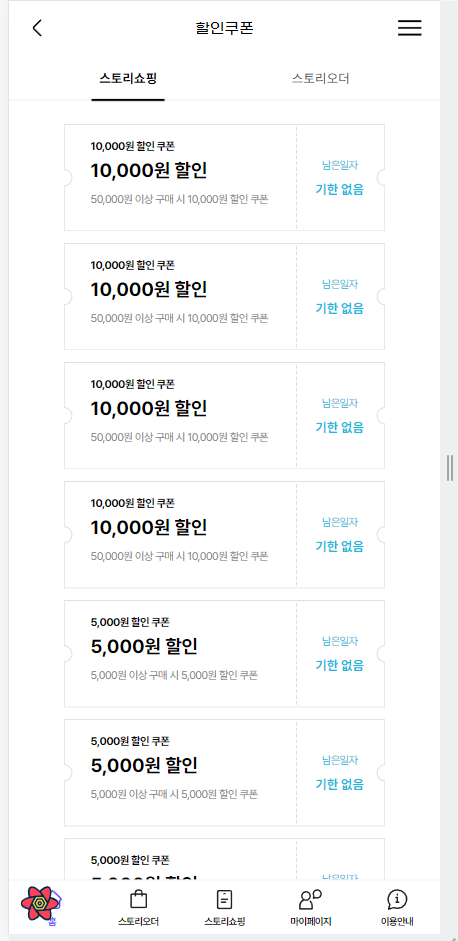 할인쿠폰
스토리쇼핑 스토리오더
10,000원 할인 쿠폰
10,000원 할인
50,000원 이상 구매 시 10,000원 할인 쿠폰
남은일자
기한 없음
10,000원 할인 쿠폰
10,000원 할인
50,000원 이상 구매 시 10,000원 할인 쿠폰
남은일자
기한 없음
10,000원 할인 쿠폰
10,000원 할인
50,000원 이상 구매 시 10,000원 할인 쿠폰
남은일자
기한 없음
10,000원 할인 쿠폰
10,000원 할인
50,000원 이상 구매 시 10,000원 할인 쿠폰
남은일자
기한 없음
5,000원 할인 쿠폰
5,000원 할인
5,000원 이상 구매 시 5,000원 할인 쿠폰
남은일자
기한 없음
5,000원 할인 쿠폰
5,000원 할인
5,000원 이상 구매 시 5,000원 할인 쿠폰
남은일자
기한 없음
5,000원 할인 쿠폰
5,000원 할인
남은일자
홈 스토리오더 스토리쇼핑 마이페이지 이용안내